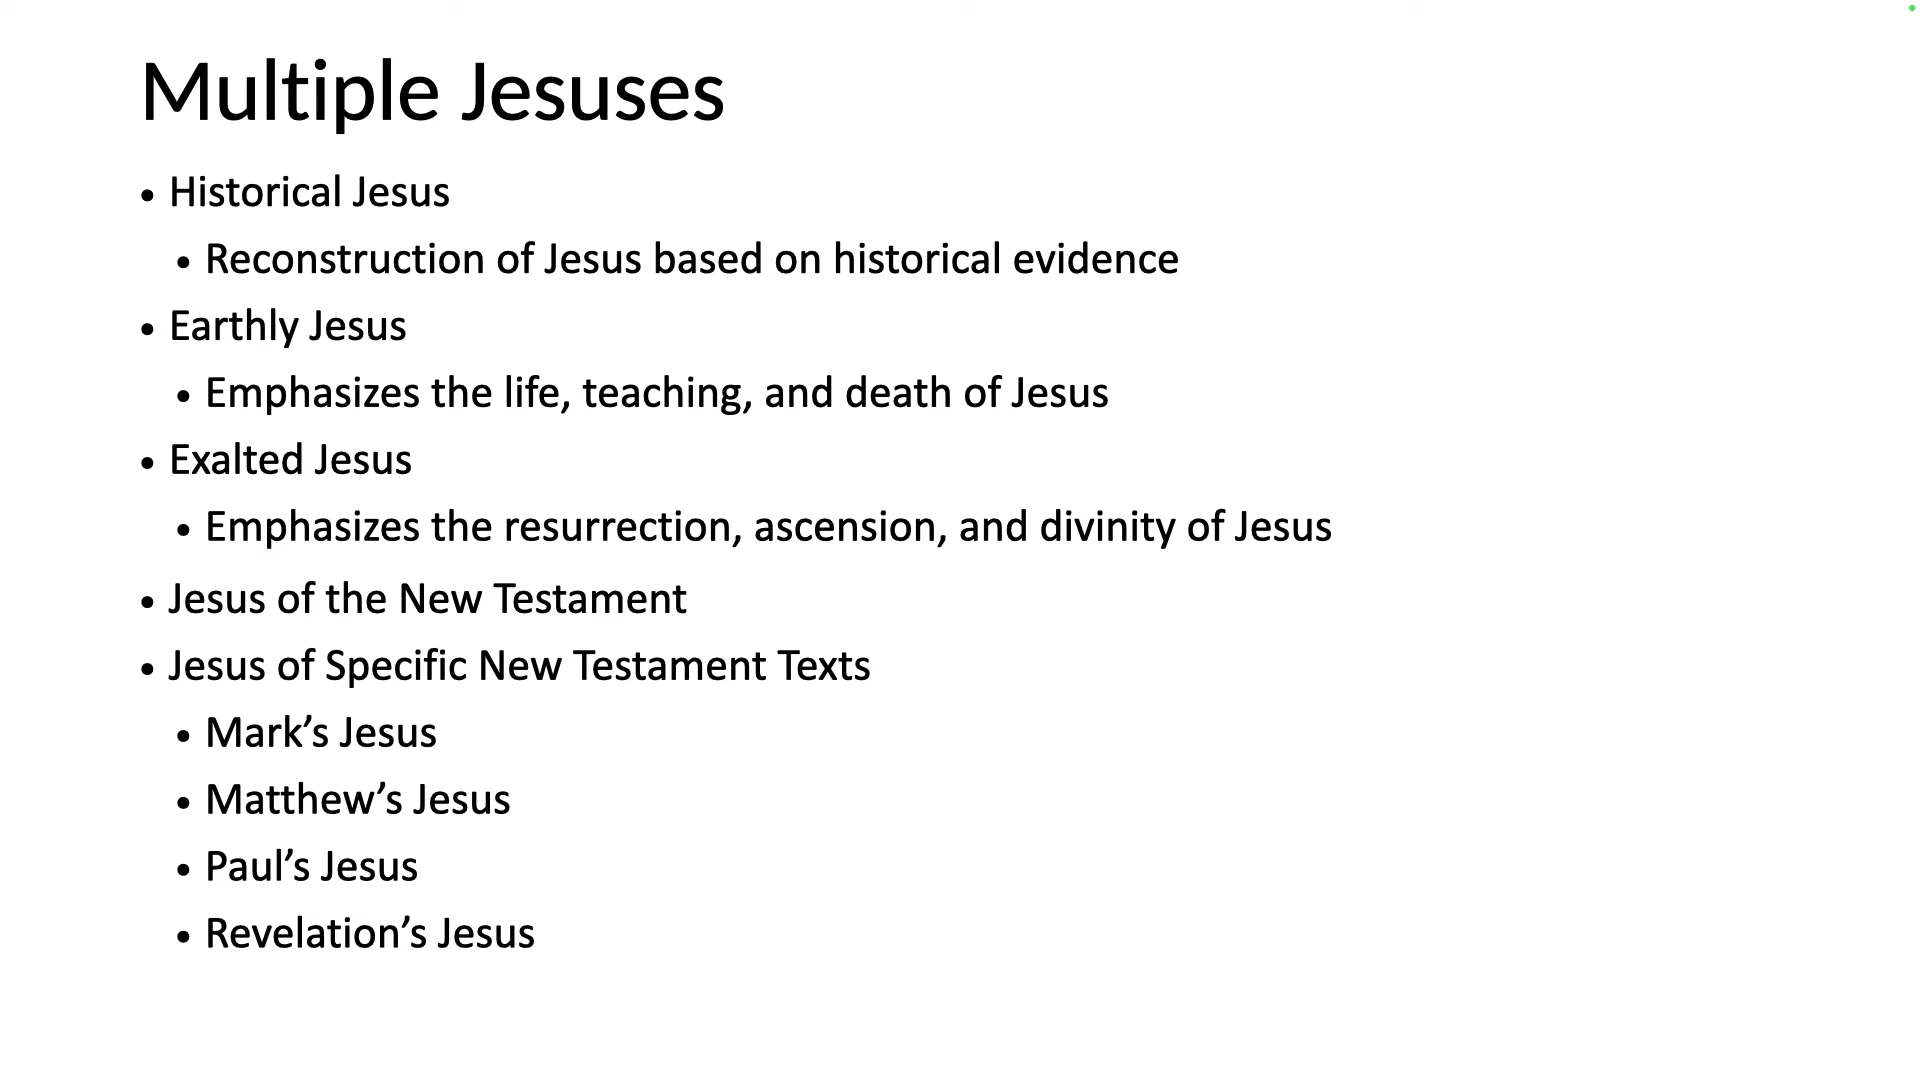 Multiple Jesuses
• Historical Jesus
• Reconstruction of Jesus based on historical evidence
• Earthly Jesus
• Emphasizes the life, teaching, and death of Jesus
• Exalted Jesus
• Emphasizes the resurrection, ascension, and divinity of Jesus
• Jesus of the New Testament
• Jesus of Specific New Testament Texts
• Mark’s Jesus
• Matthew’s Jesus
• Paul’s Jesus
• Revelation’s Jesus